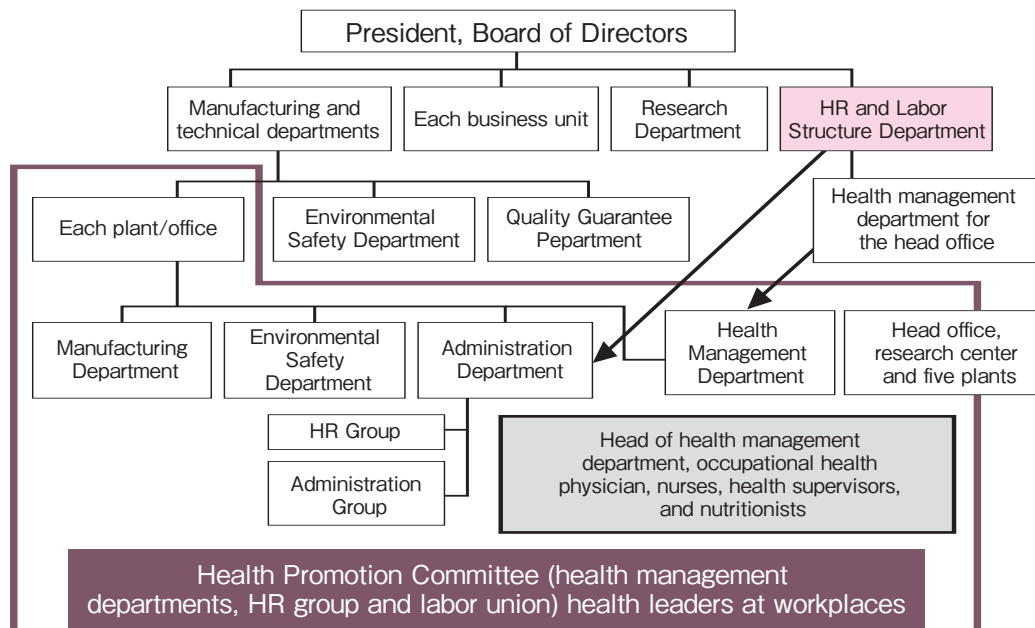 President, Board of Directors
Manufacturing and
technical departments
Each business unit
Research
Department
HR and Labor
Structure Department
Each plant/office
Environmental
Safety Department
Quality Guarantee
Pepartment
Health management
department for
the head office
Manufacturing
Department
Environmental
Safety
Department
Administration
Department
Health
Management
Department
Head office,
research center
and five plants
HR Group
Administration
Group
Head of health management
department, occupational health
physician, nurses, health supervisors,
and nutritionists
Health Promotion Committee (health management
departments, HR group and labor union) health leaders at workplaces